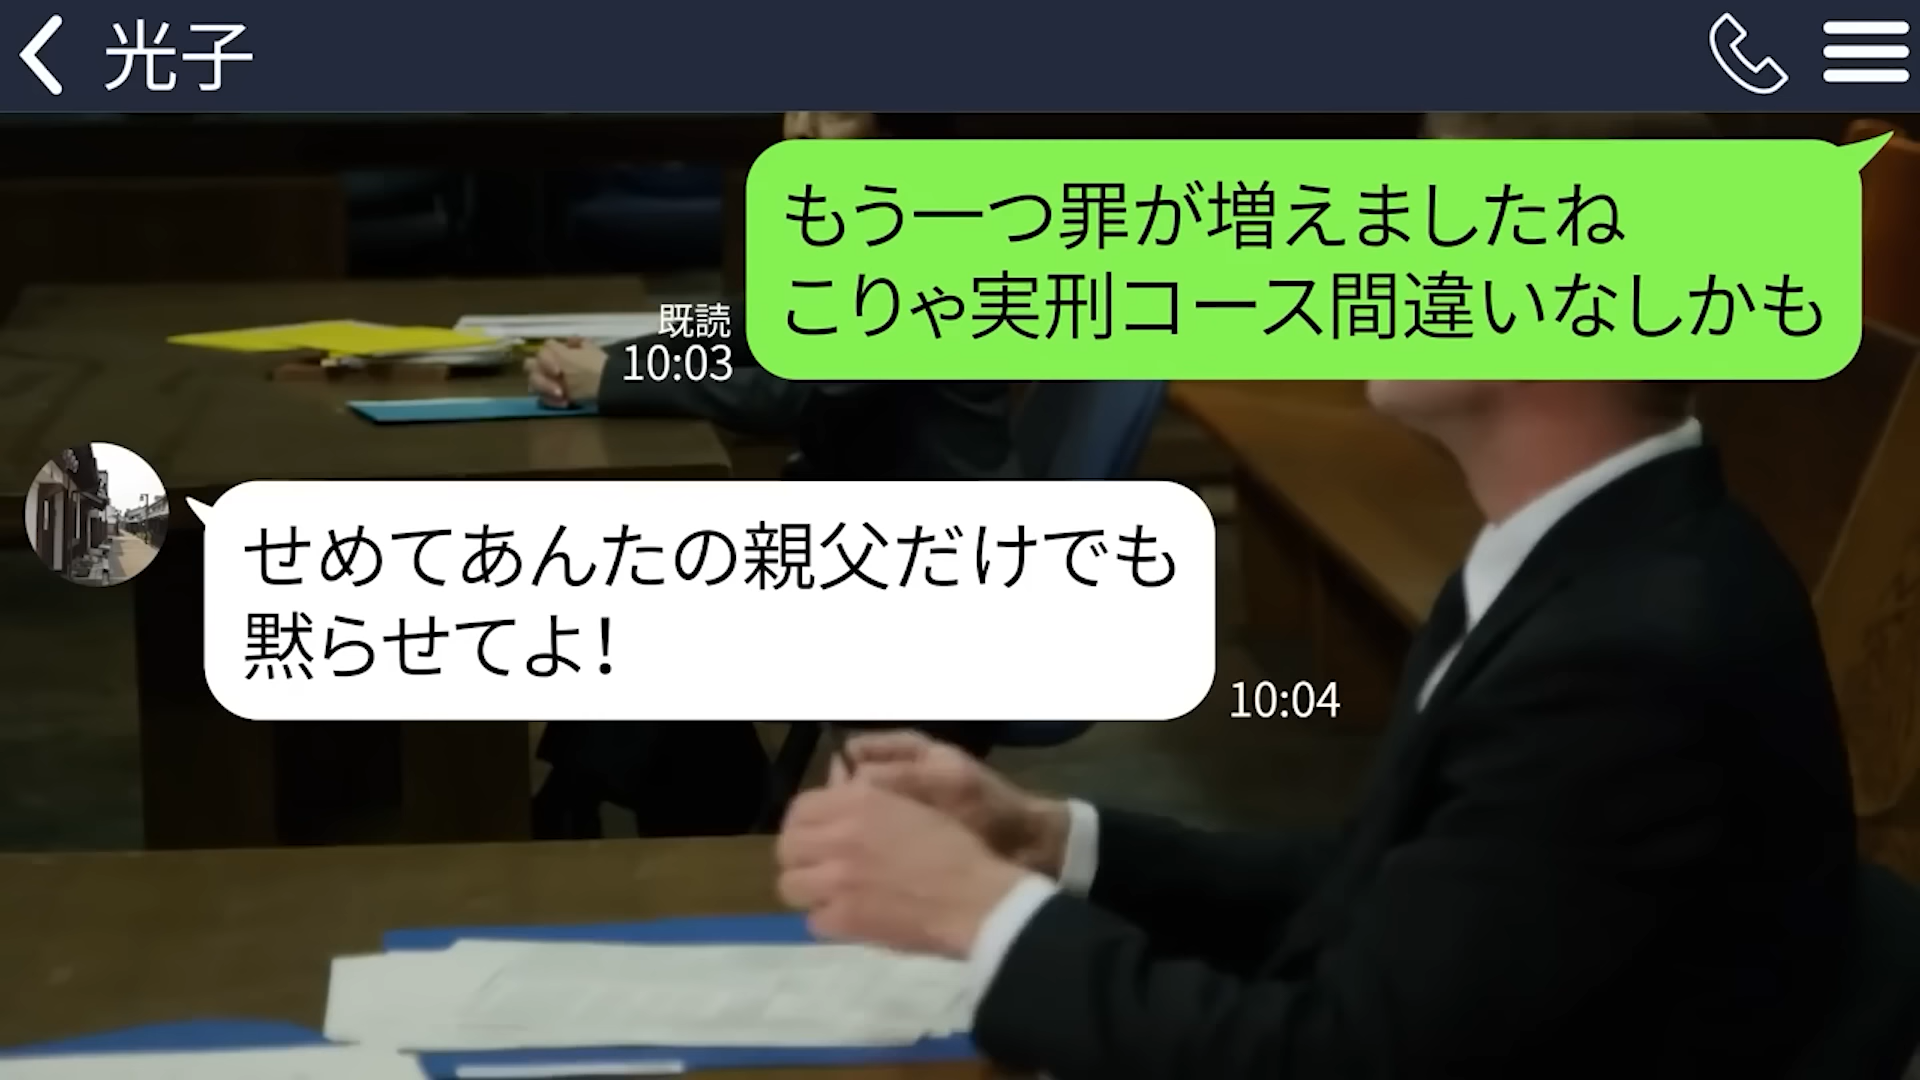 光子
もう一つ罪が増えましたね
こりゃ実刑コース間違いなしかも
既読
10:03
せめてあんたの親父だけでも
黙らせてよ！
10:04